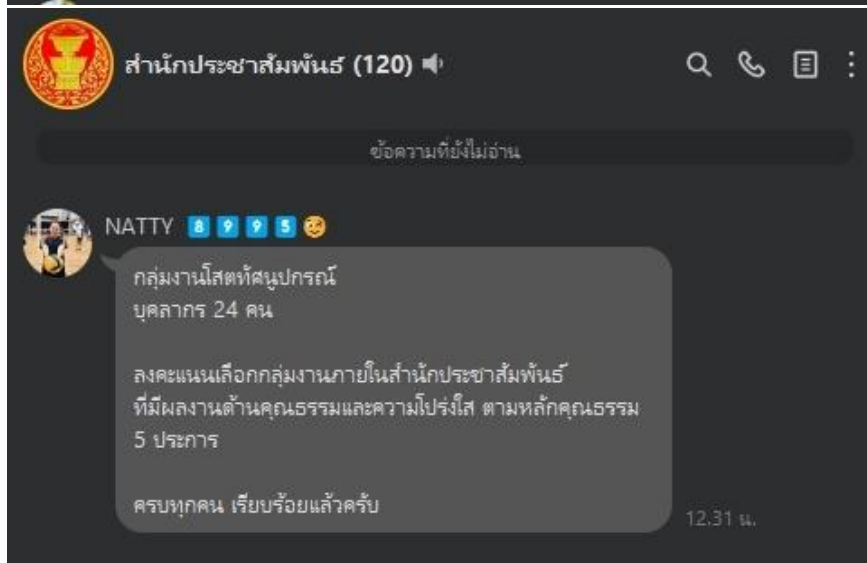 สำนักประชาสัมพันธ์ (120)
ข้อความที่ยังไม่อ่าน
NATTY 8995
กลุ่มงานโสตทัศนูปกรณ์
บุคลากร 24 คน
ลงคะแนนเลือกกลุ่มงานภายในสำนักประชาสัมพันธ์
ที่มีผลงานด้านคุณธรรมและความโปร่งใส ตามหลักคุณธรรม
5 ประการ
ครบทุกคน เรียบร้อยแล้วครับ
12.31 น.